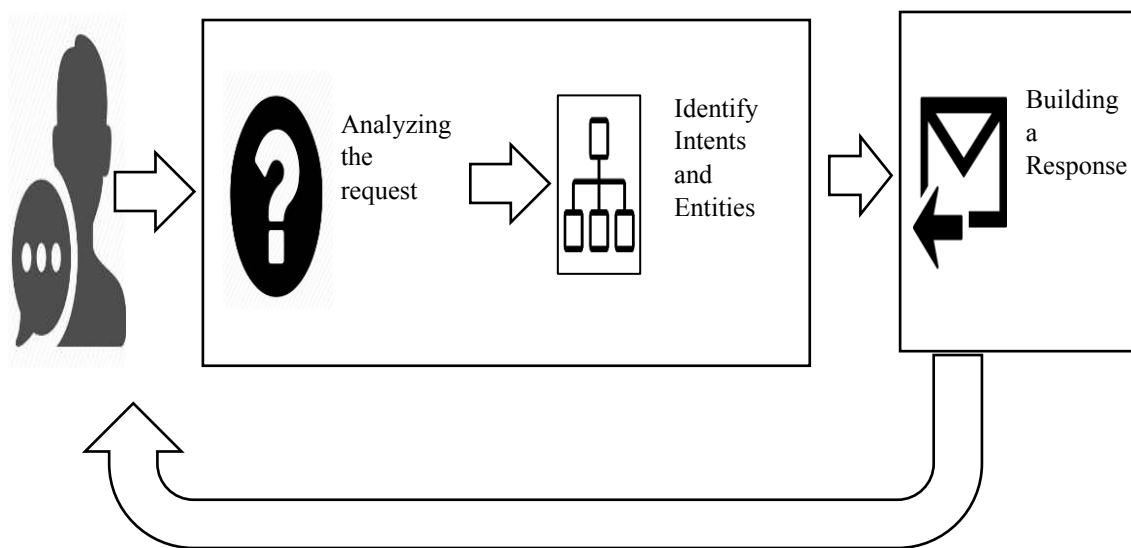 Analyzing
the
request
Identify
Intents
and
Entities
Building
a
Response